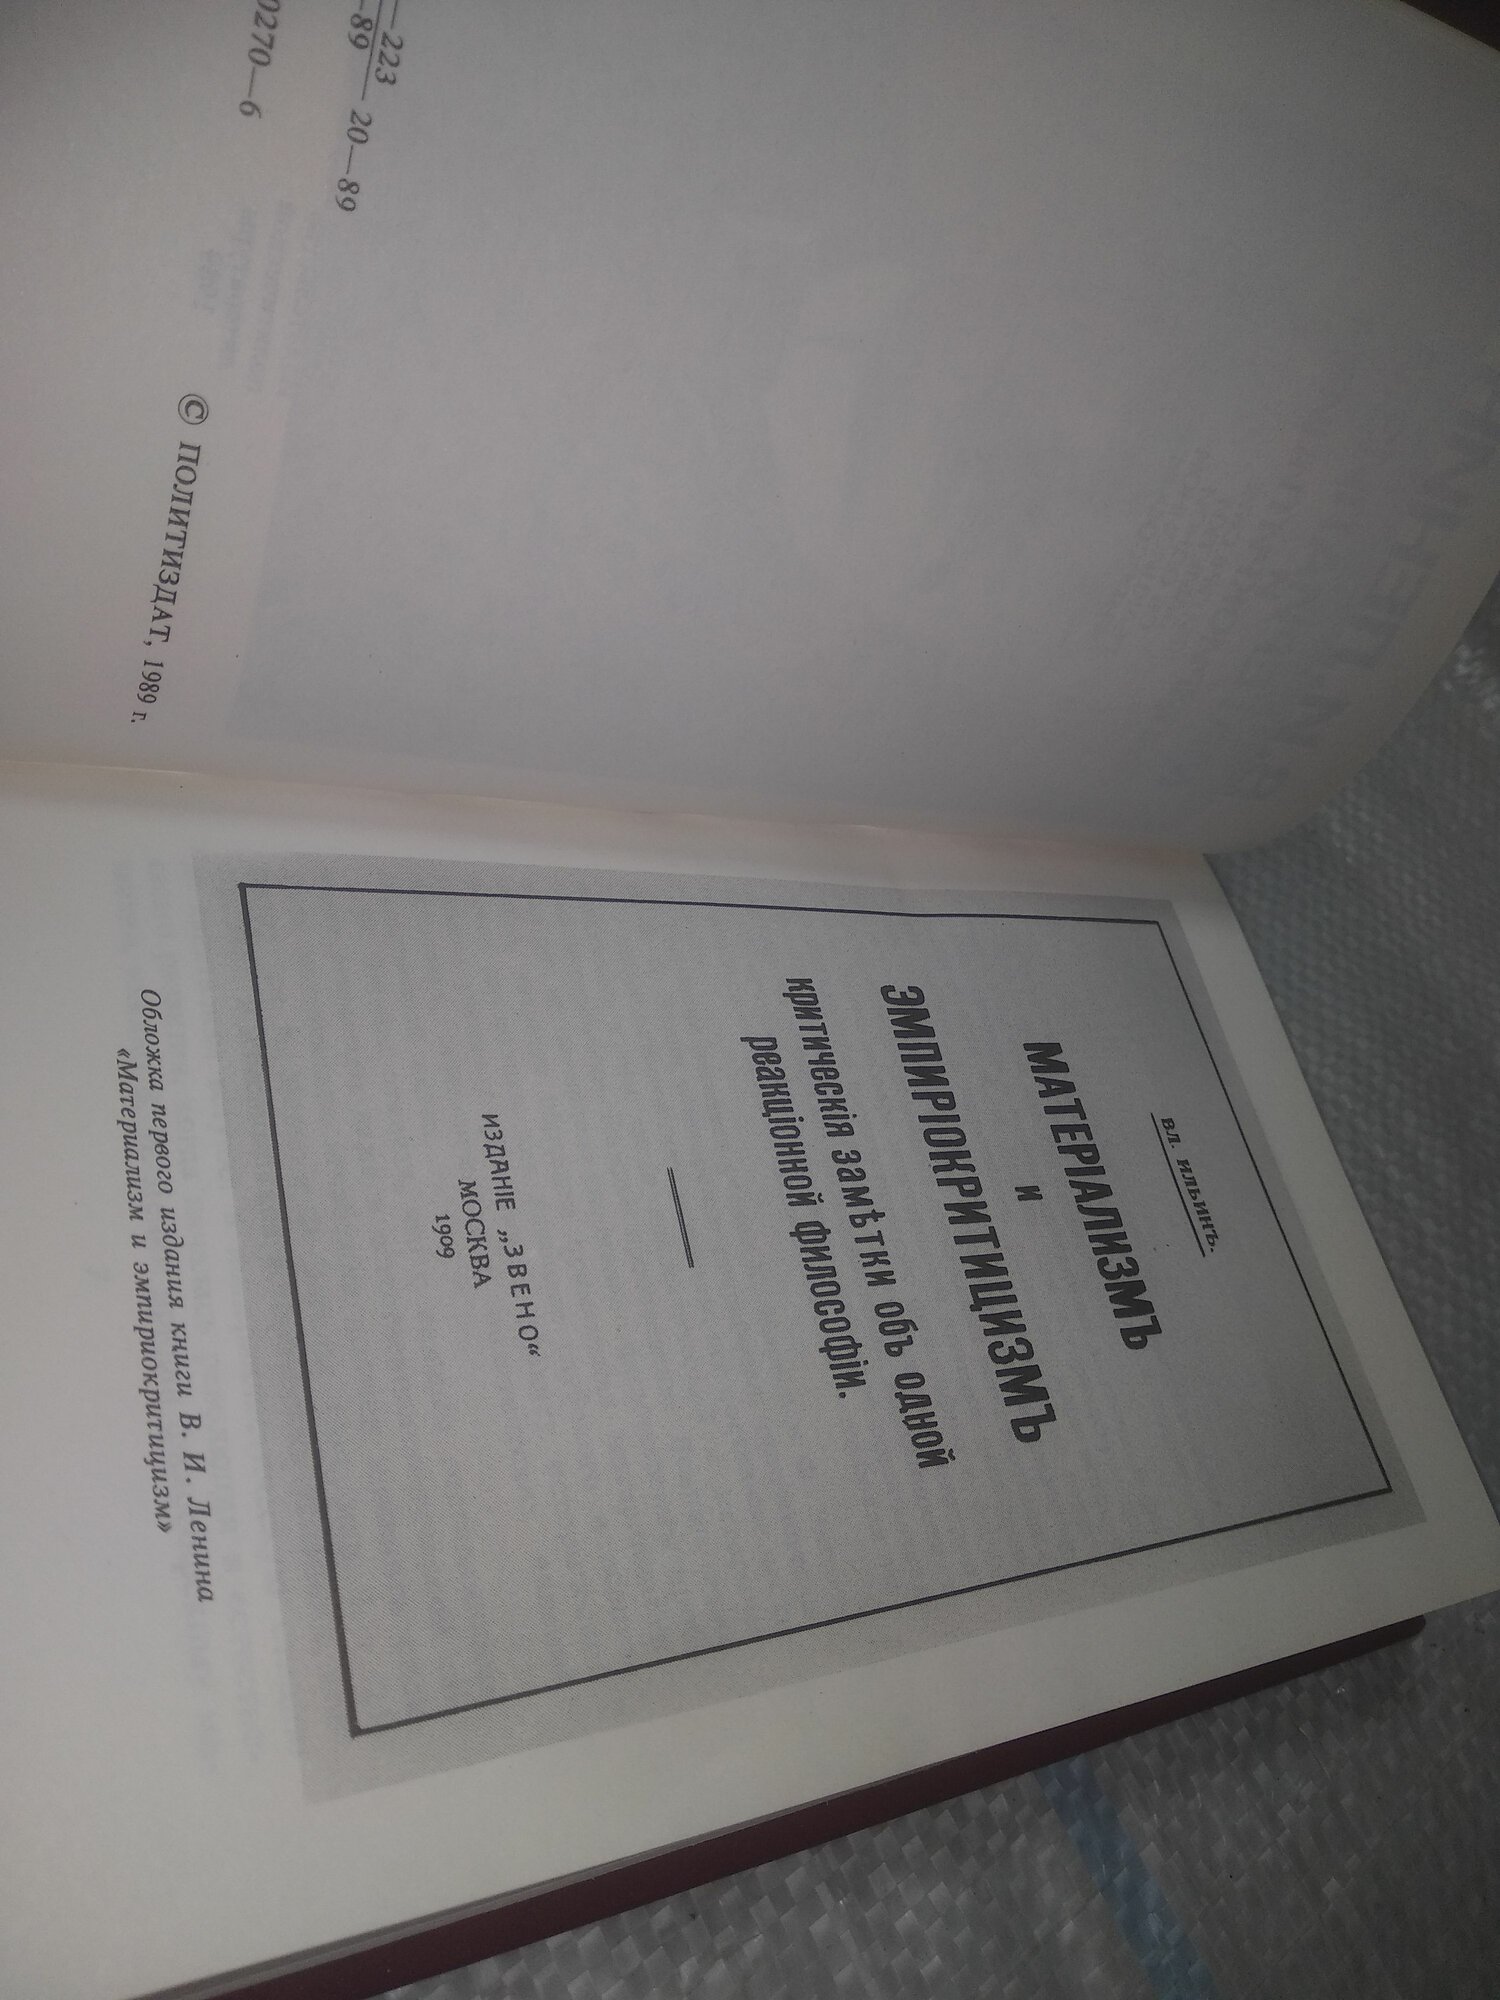 —223
—89
— 20—89
0270—6
© ПОЛИТИЗДАТ, 1989 г.
ВЛ. ИЛЬИНЪ.
МАТЕРІАЛИЗМЪ
И
ЭМПИРІОКРИТИЦИЗМЪ
критическія замѣтки объ одной
реакціонной философіи.
ИЗДАНІЕ „ЗВЕНО“
МОСКВА
1909
Обложка первого издания книги В. И. Ленина
«Материализм и эмпириокритицизм»